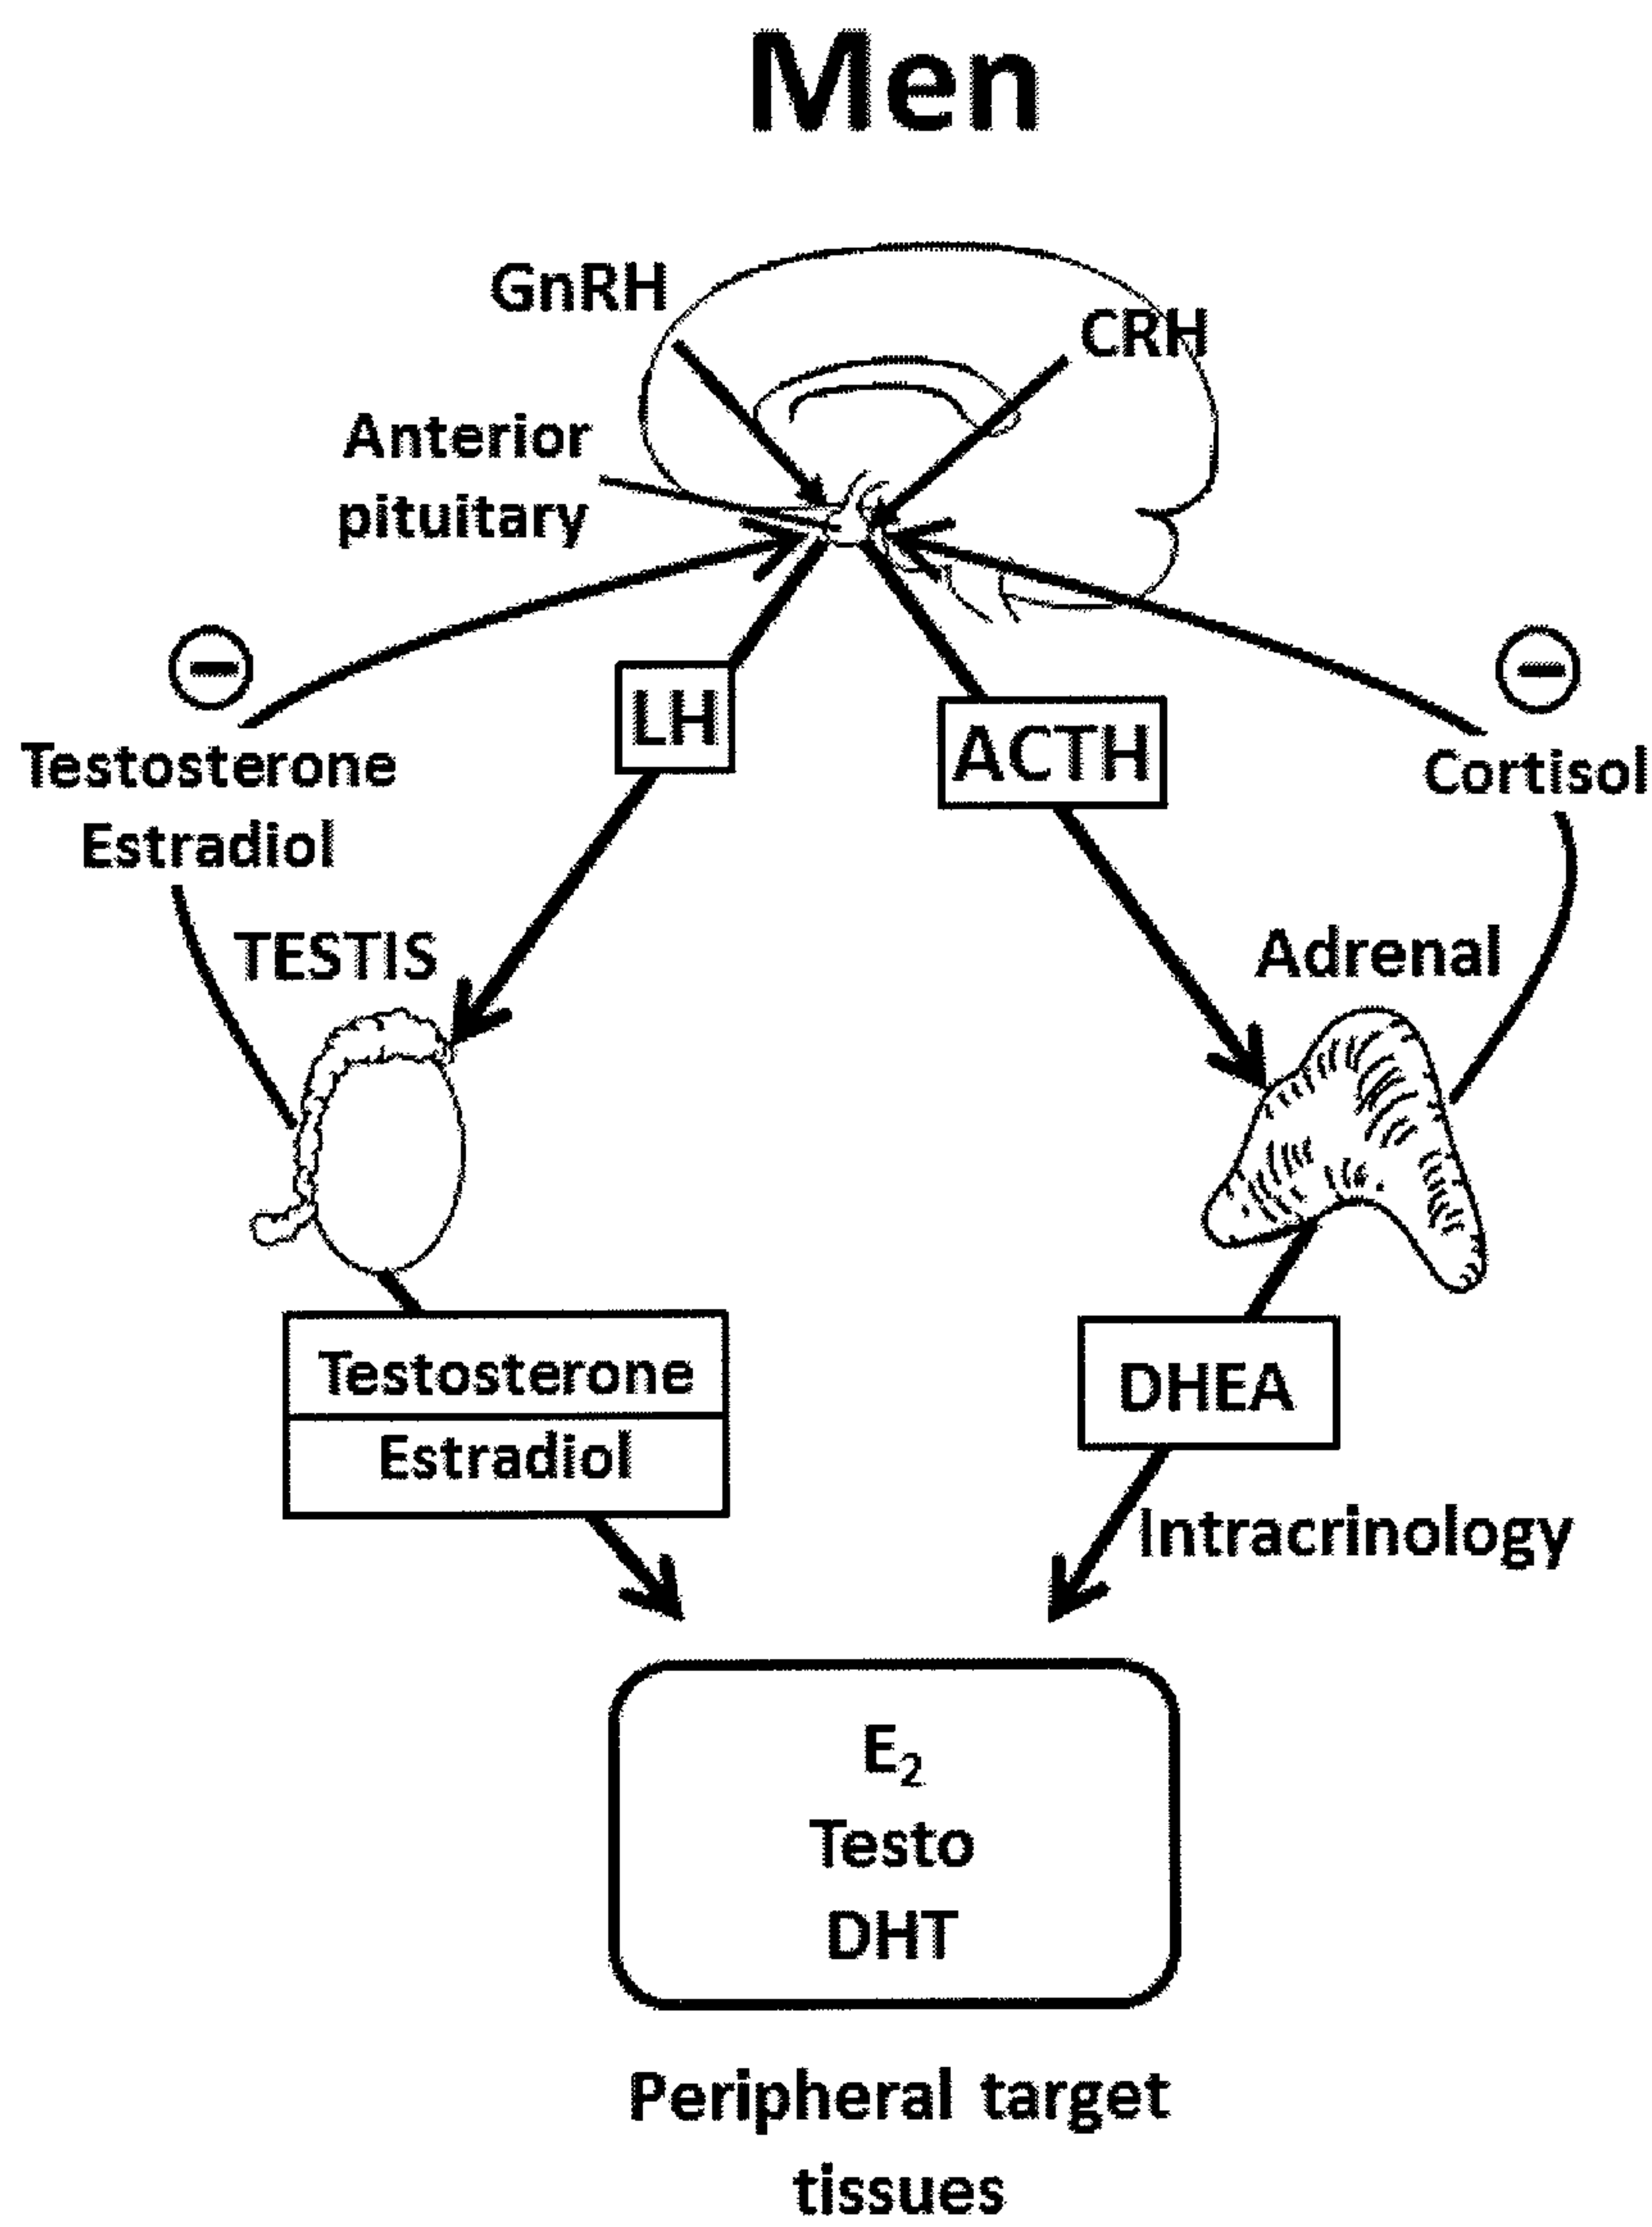 Men
GnRH
CRH
Anterior
pituitary
LH
ACTH
Testosterone
Estradiol
Cortisol
TESTIS
Adrenal
Testosterone
Estradiol
DHEA
Intracrinology
E₂
Testo
DHT
Peripheral target
tissues